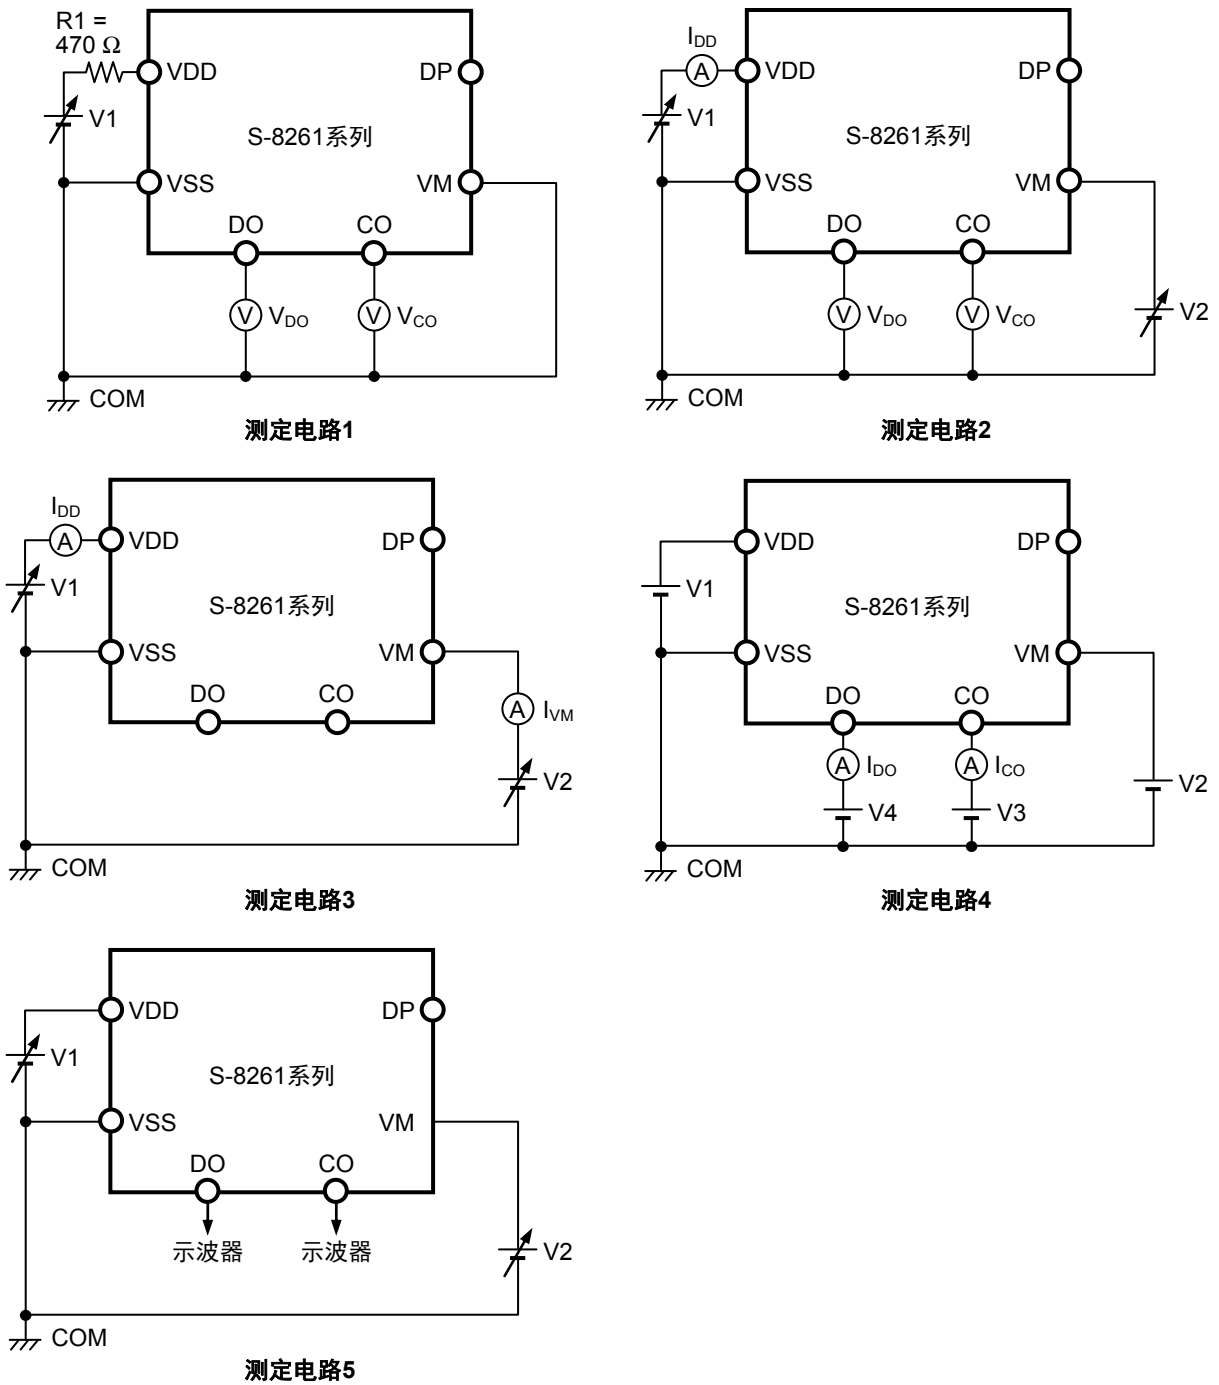 R1 =
470 Ω
VDD
DP
V1
S-8261系列
VSS
VM
DO
CO
V
VDO
V
VCO
COM
测定电路1
IDD
A
VDD
DP
V1
S-8261系列
VSS
VM
DO
CO
V
VDO
V
VCO
V2
COM
测定电路2
IDD
A
VDD
DP
V1
S-8261系列
VSS
VM
DO
CO
A
IVM
V2
COM
测定电路3
VDD
DP
V1
S-8261系列
VSS
VM
DO
CO
A
IDO
A
ICO
V4
V3
V2
COM
测定电路4
VDD
DP
V1
S-8261系列
VSS
VM
DO
CO
示波器
示波器
V2
COM
测定电路5